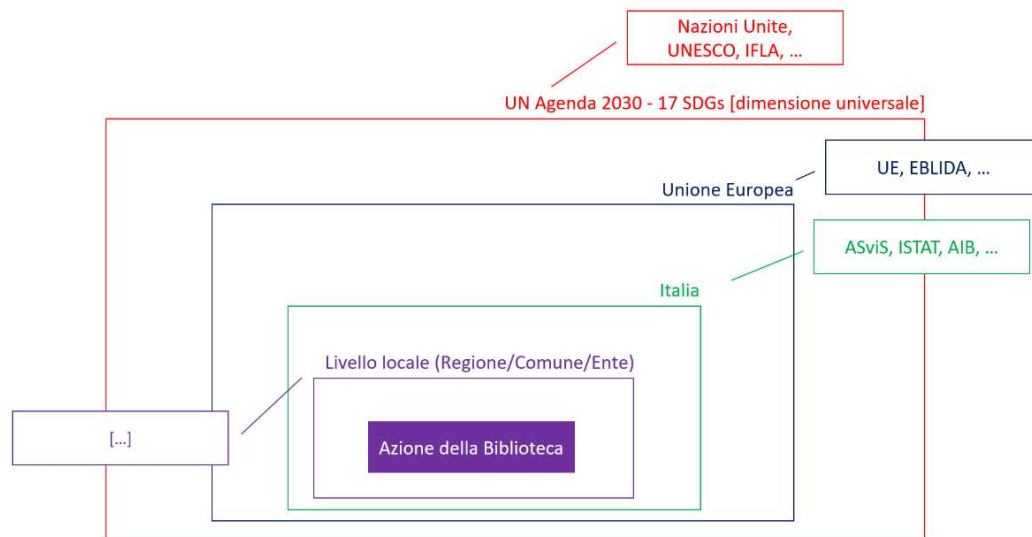 Nazioni Unite,
UNESCO, IFLA, …
UN Agenda 2030 - 17 SDGs [dimensione universale]
UE, EBLIDA, …
Unione Europea
ASviS, ISTAT, AIB, …
Italia
Livello locale (Regione/Comune/Ente)
[…]
Azione della Biblioteca